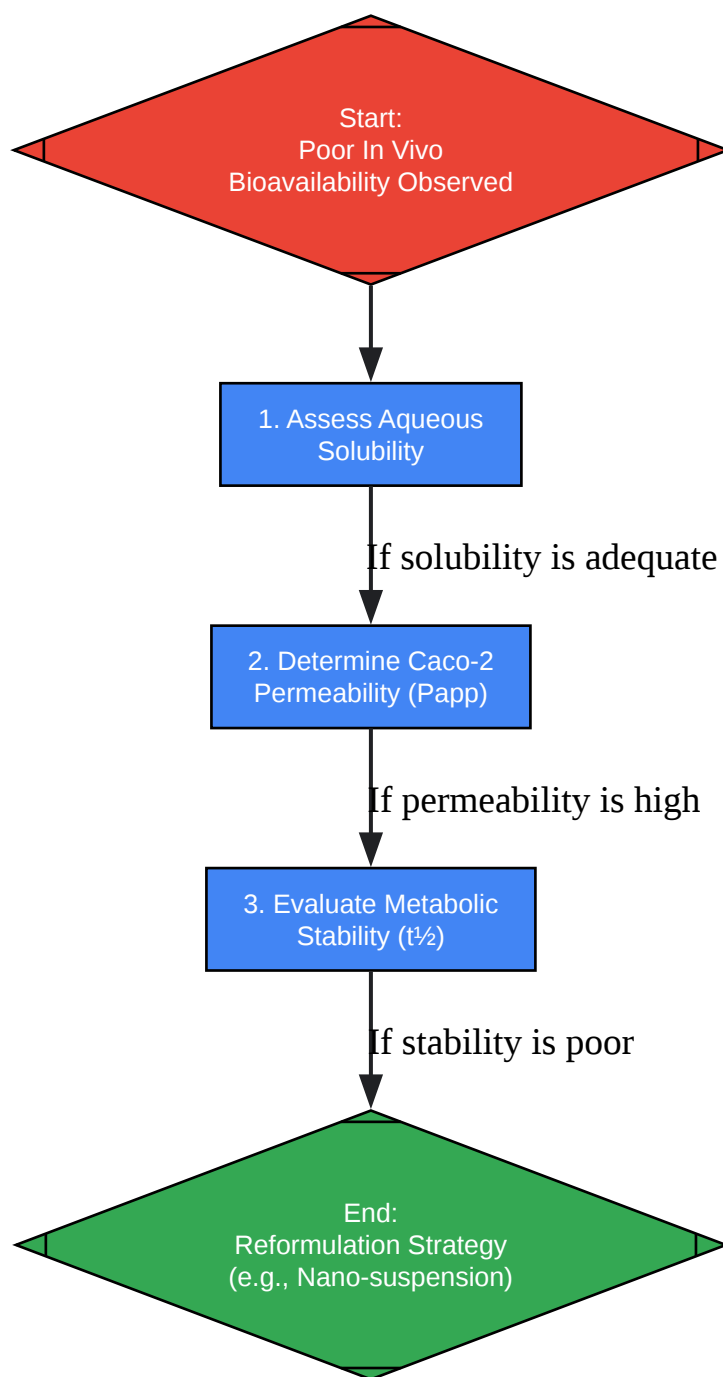 Start:
Poor In Vivo
Bioavailability Observed
1. Assess Aqueous
Solubility
If solubility is adequate
2. Determine Caco-2
Permeability (Papp)
If permeability is high
3. Evaluate Metabolic
Stability (t½)
If stability is poor
End:
Reformulation Strategy
(e.g., Nano-suspension)